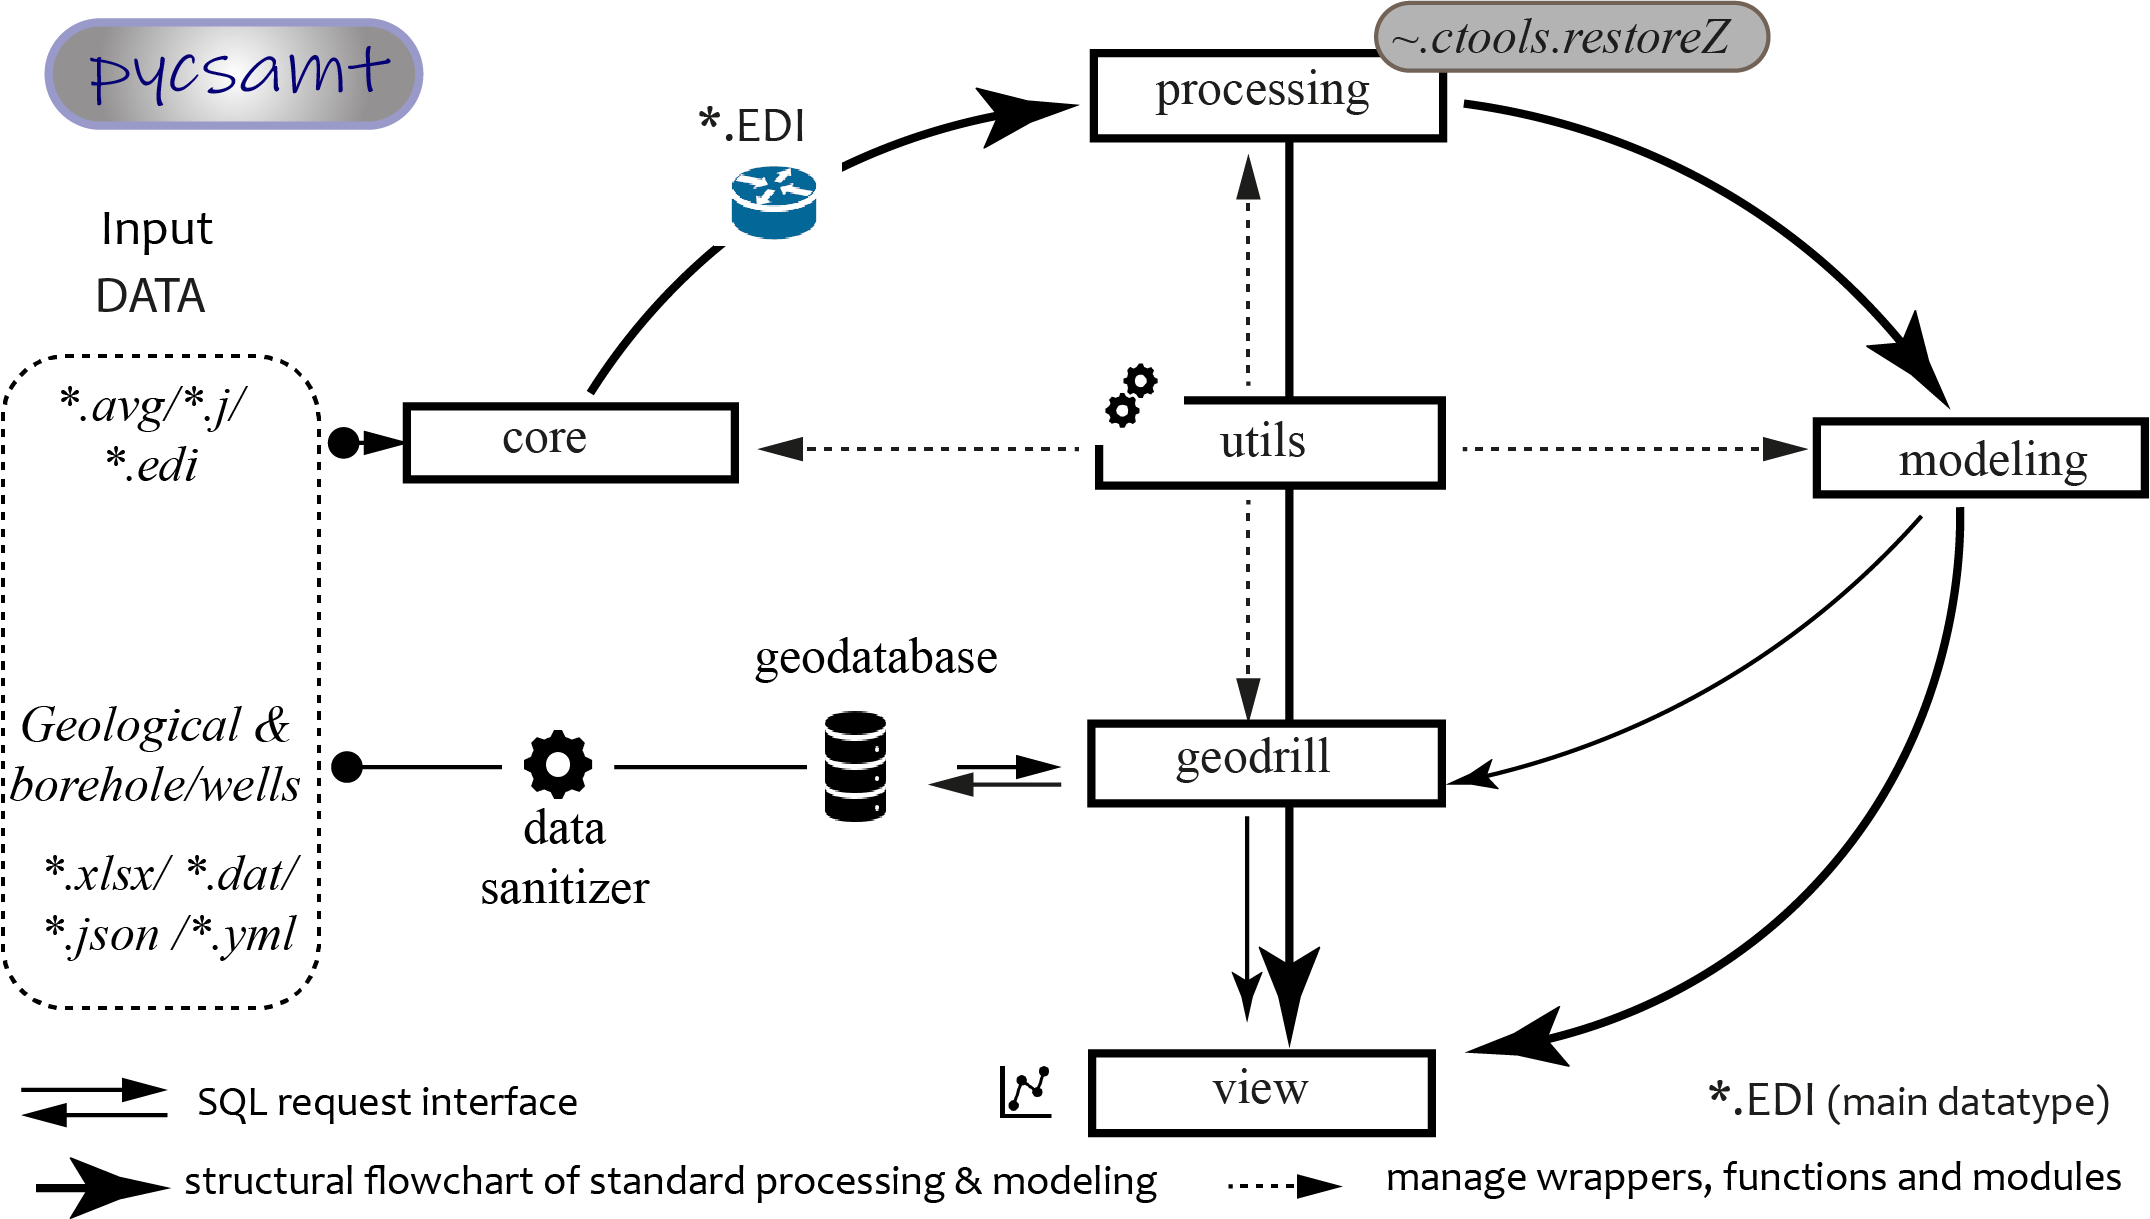 pycsamt
~.ctools.restoreZ
processing
*.EDI
Input
DATA
*.avg/*.j/
*.edi
core
utils
modeling
geodatabase
Geological &
borehole/wells
*.xlsx/ *.dat/
*.json /*.yml
data
sanitizer
geodrill
view
*.EDI (main datatype)
SQL request interface
structural flowchart of standard processing & modeling
manage wrappers, functions and modules